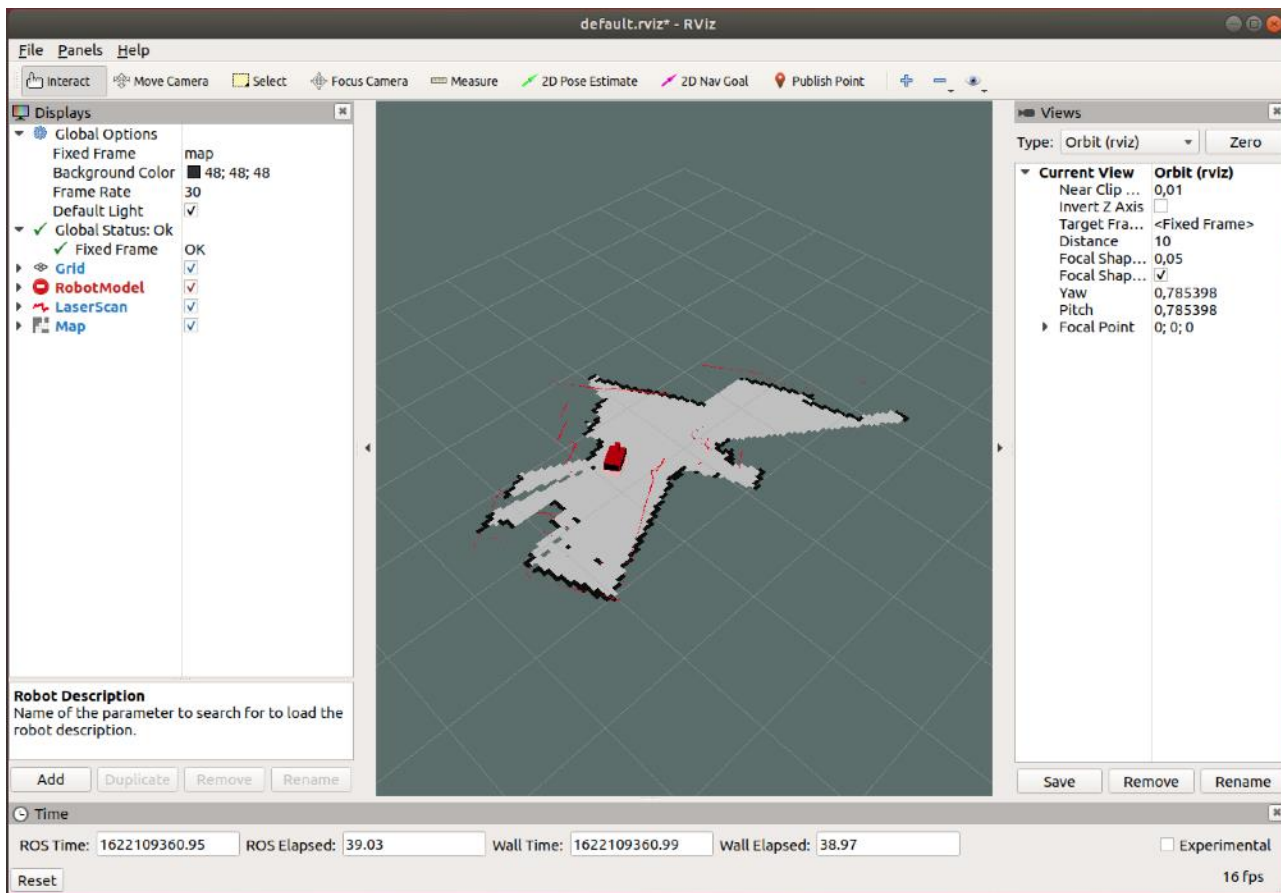 default.rviz* - RViz
File Panels Help
Interact Move Camera Select Focus Camera Measure 2D Pose Estimate 2D Nav Goal Publish Point
Displays
Global Options
Fixed Frame map
Background Color 48; 48; 48
Frame Rate 30
Default Light
Global Status: Ok
Fixed Frame OK
Grid
RobotModel
LaserScan
Map
Robot Description
Name of the parameter to search for to load the
robot description.
Add Duplicate Remove Rename
Views
Type: Orbit (rviz) Zero
Current View Orbit (rviz)
Near Clip ... 0,01
Invert Z Axis
Target Fra... <Fixed Frame>
Distance 10
Focal Shap... 0,05
Focal Shap...
Yaw 0,785398
Pitch 0,785398
Focal Point 0; 0; 0
Save Remove Rename
Time
ROS Time: 1622109360.95 ROS Elapsed: 39.03 Wall Time: 1622109360.99 Wall Elapsed: 38.97 Experimental
Reset 16 fps